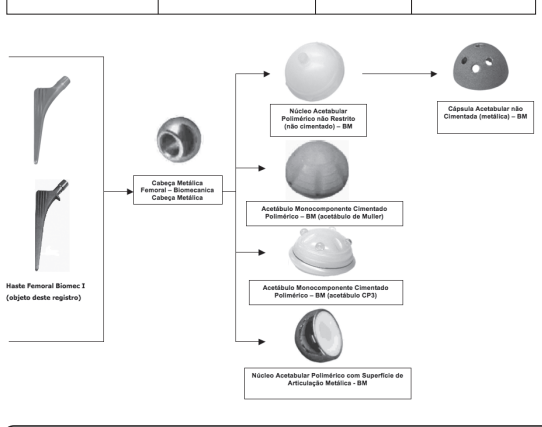 Núcleo Acetabular
Polimérico não Restrito
(não cimentado) – BM
Cápsula Acetabular não
Cimentada (metálica) – BM
Cabeça Metálica
Femoral – Biomecanica
Cabeça Metálica
Acetábulo Monocomponente Cimentado
Polimérico – BM (acetábulo de Muller)
Haste Femoral Biomec I
(objeto deste registro)
Acetábulo Monocomponente Cimentado
Polimérico – BM (acetábulo CP3)
Núcleo Acetabular Polimérico com Superfície de
Articulação Metálica - BM